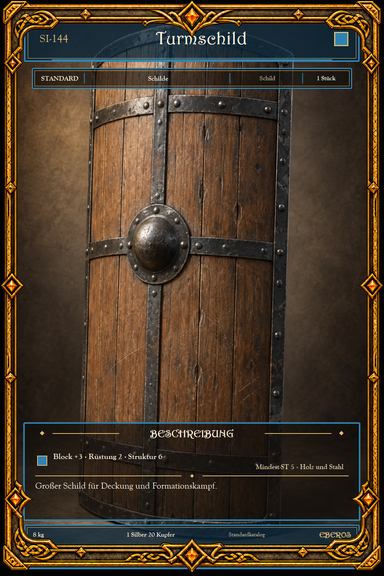 SI-144
Turmschild
STANDARD Schilde Schild 1 Stück
BESCHREIBUNG
Block +3 · Rüstung 2 · Struktur 6
Mindest ST 5 · Holz und Stahl
Großer Schild für Deckung und Formationskampf.
8 kg 1 Silber 20 Kupfer Standardkatalog EBEROS